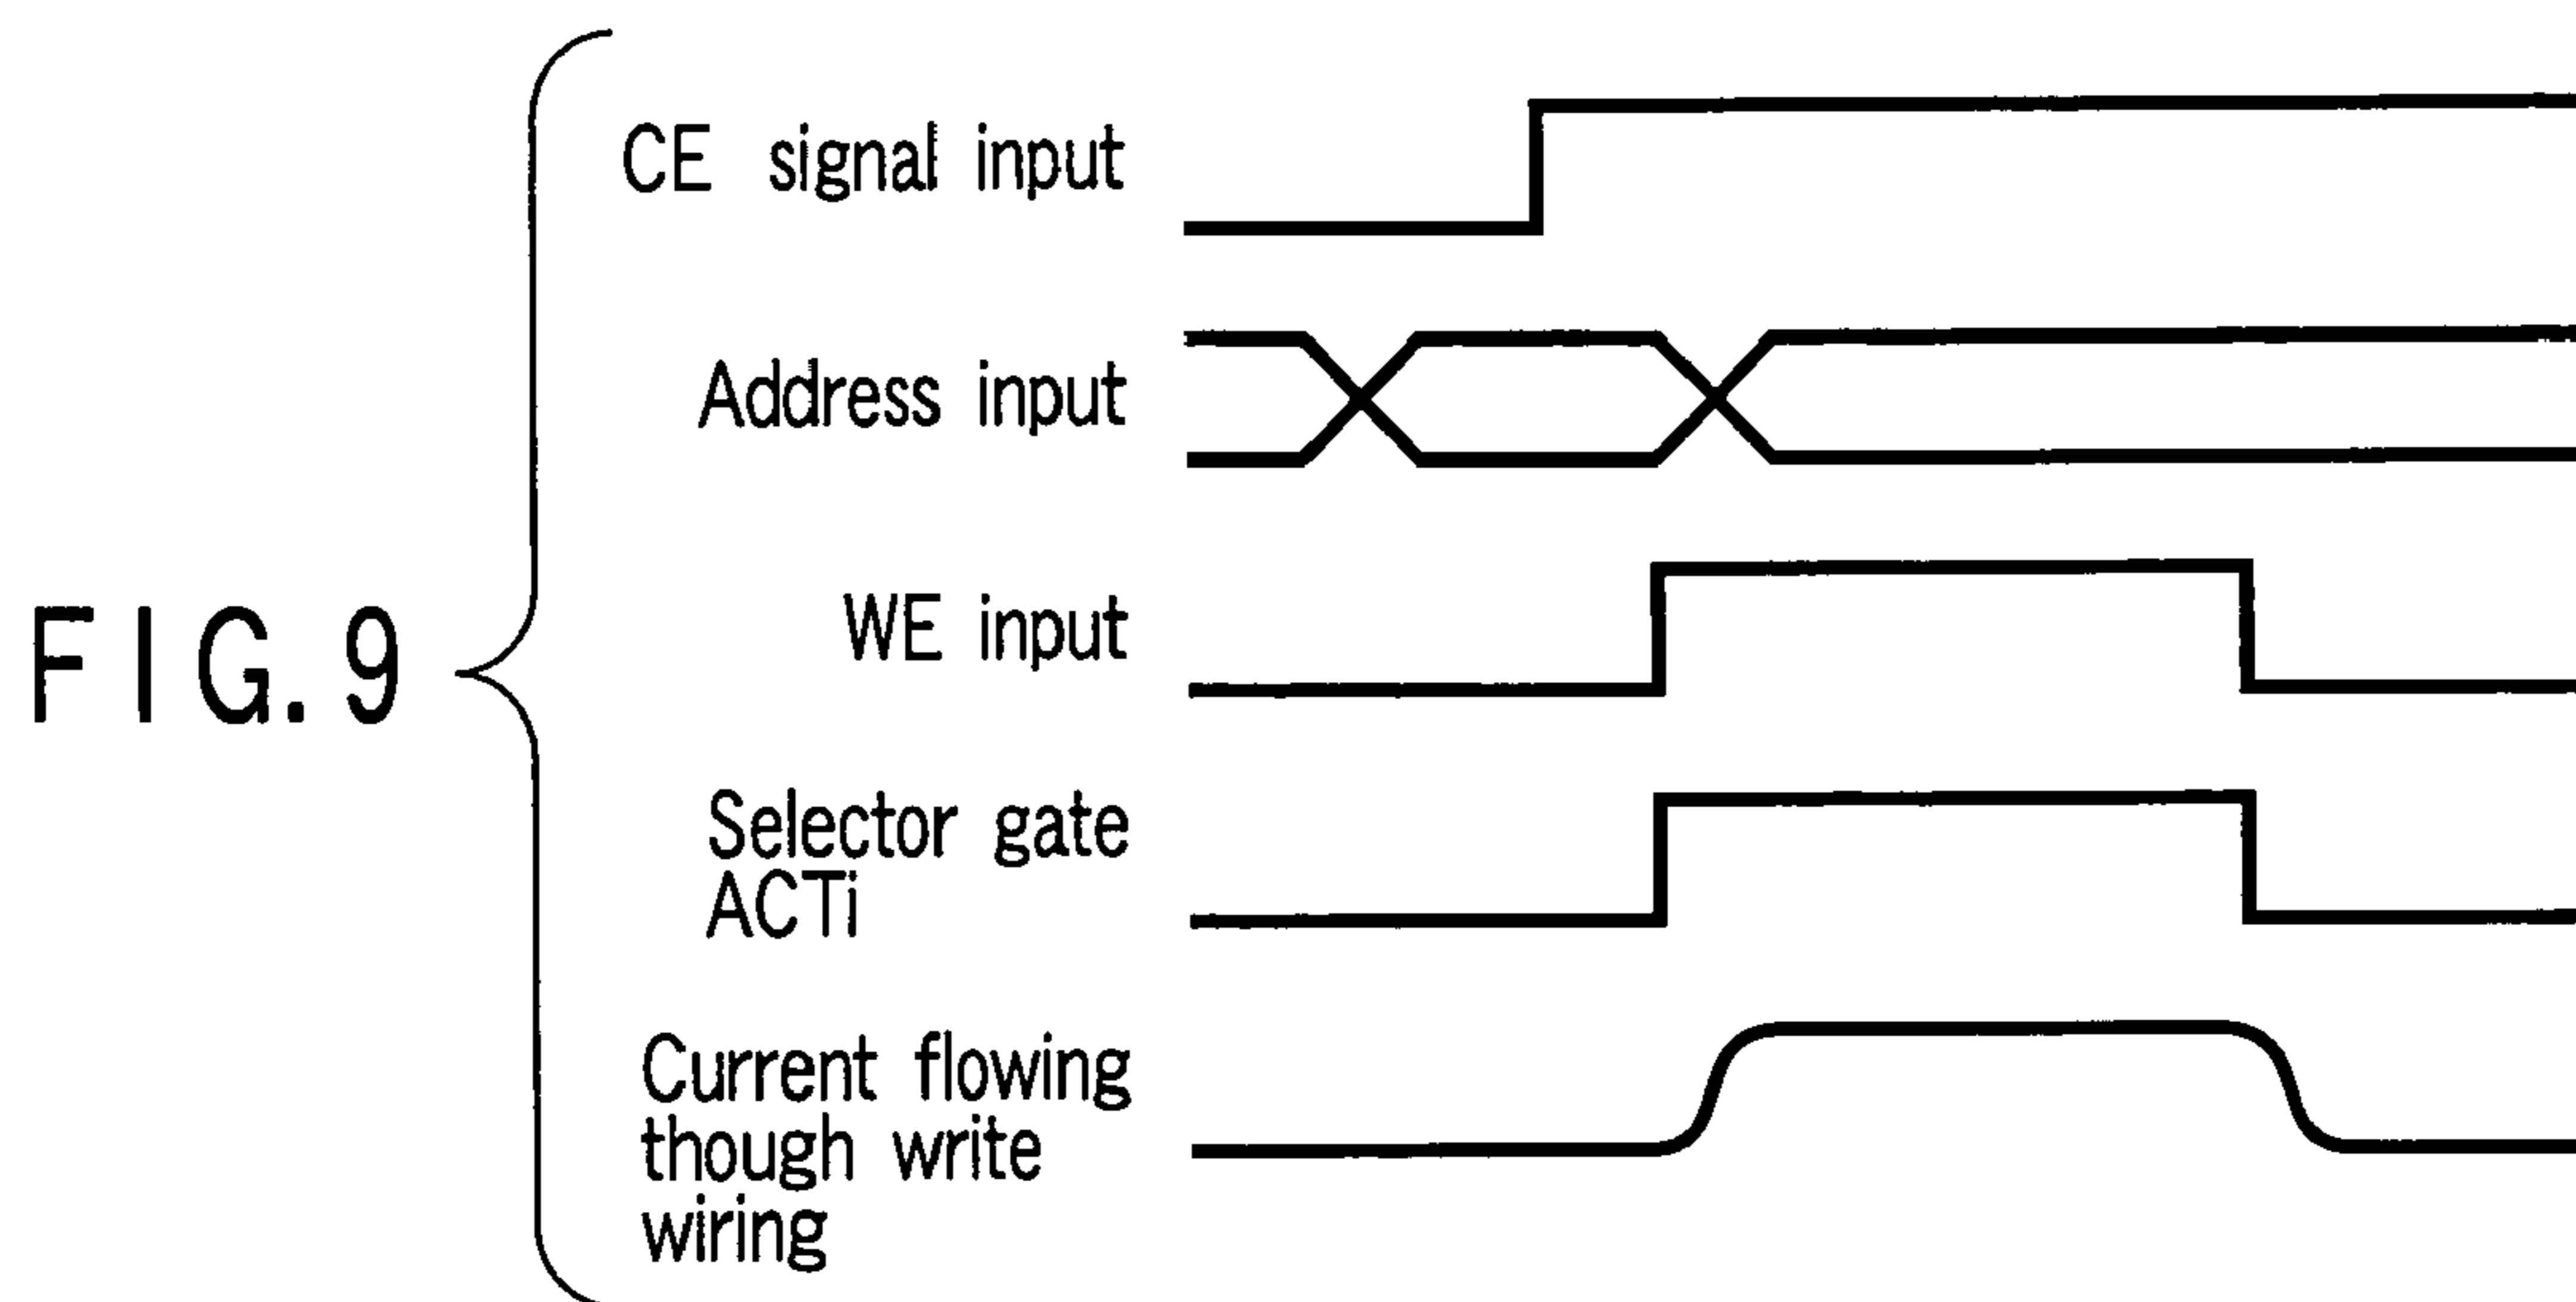 FIG. 9
CE signal input
Address input
WE input
Selector gate
ACTi
Current flowing
though write
wiring